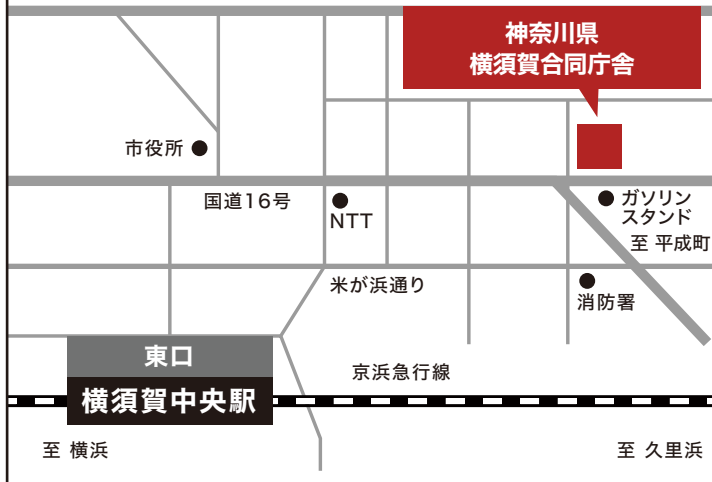 神奈川県
横須賀合同庁舎
市役所
国道16号
NTT
ガソリン
スタンド
至 平成町
米が浜通り
消防署
東口
京浜急行線
横須賀中央駅
至 横浜
至 久里浜